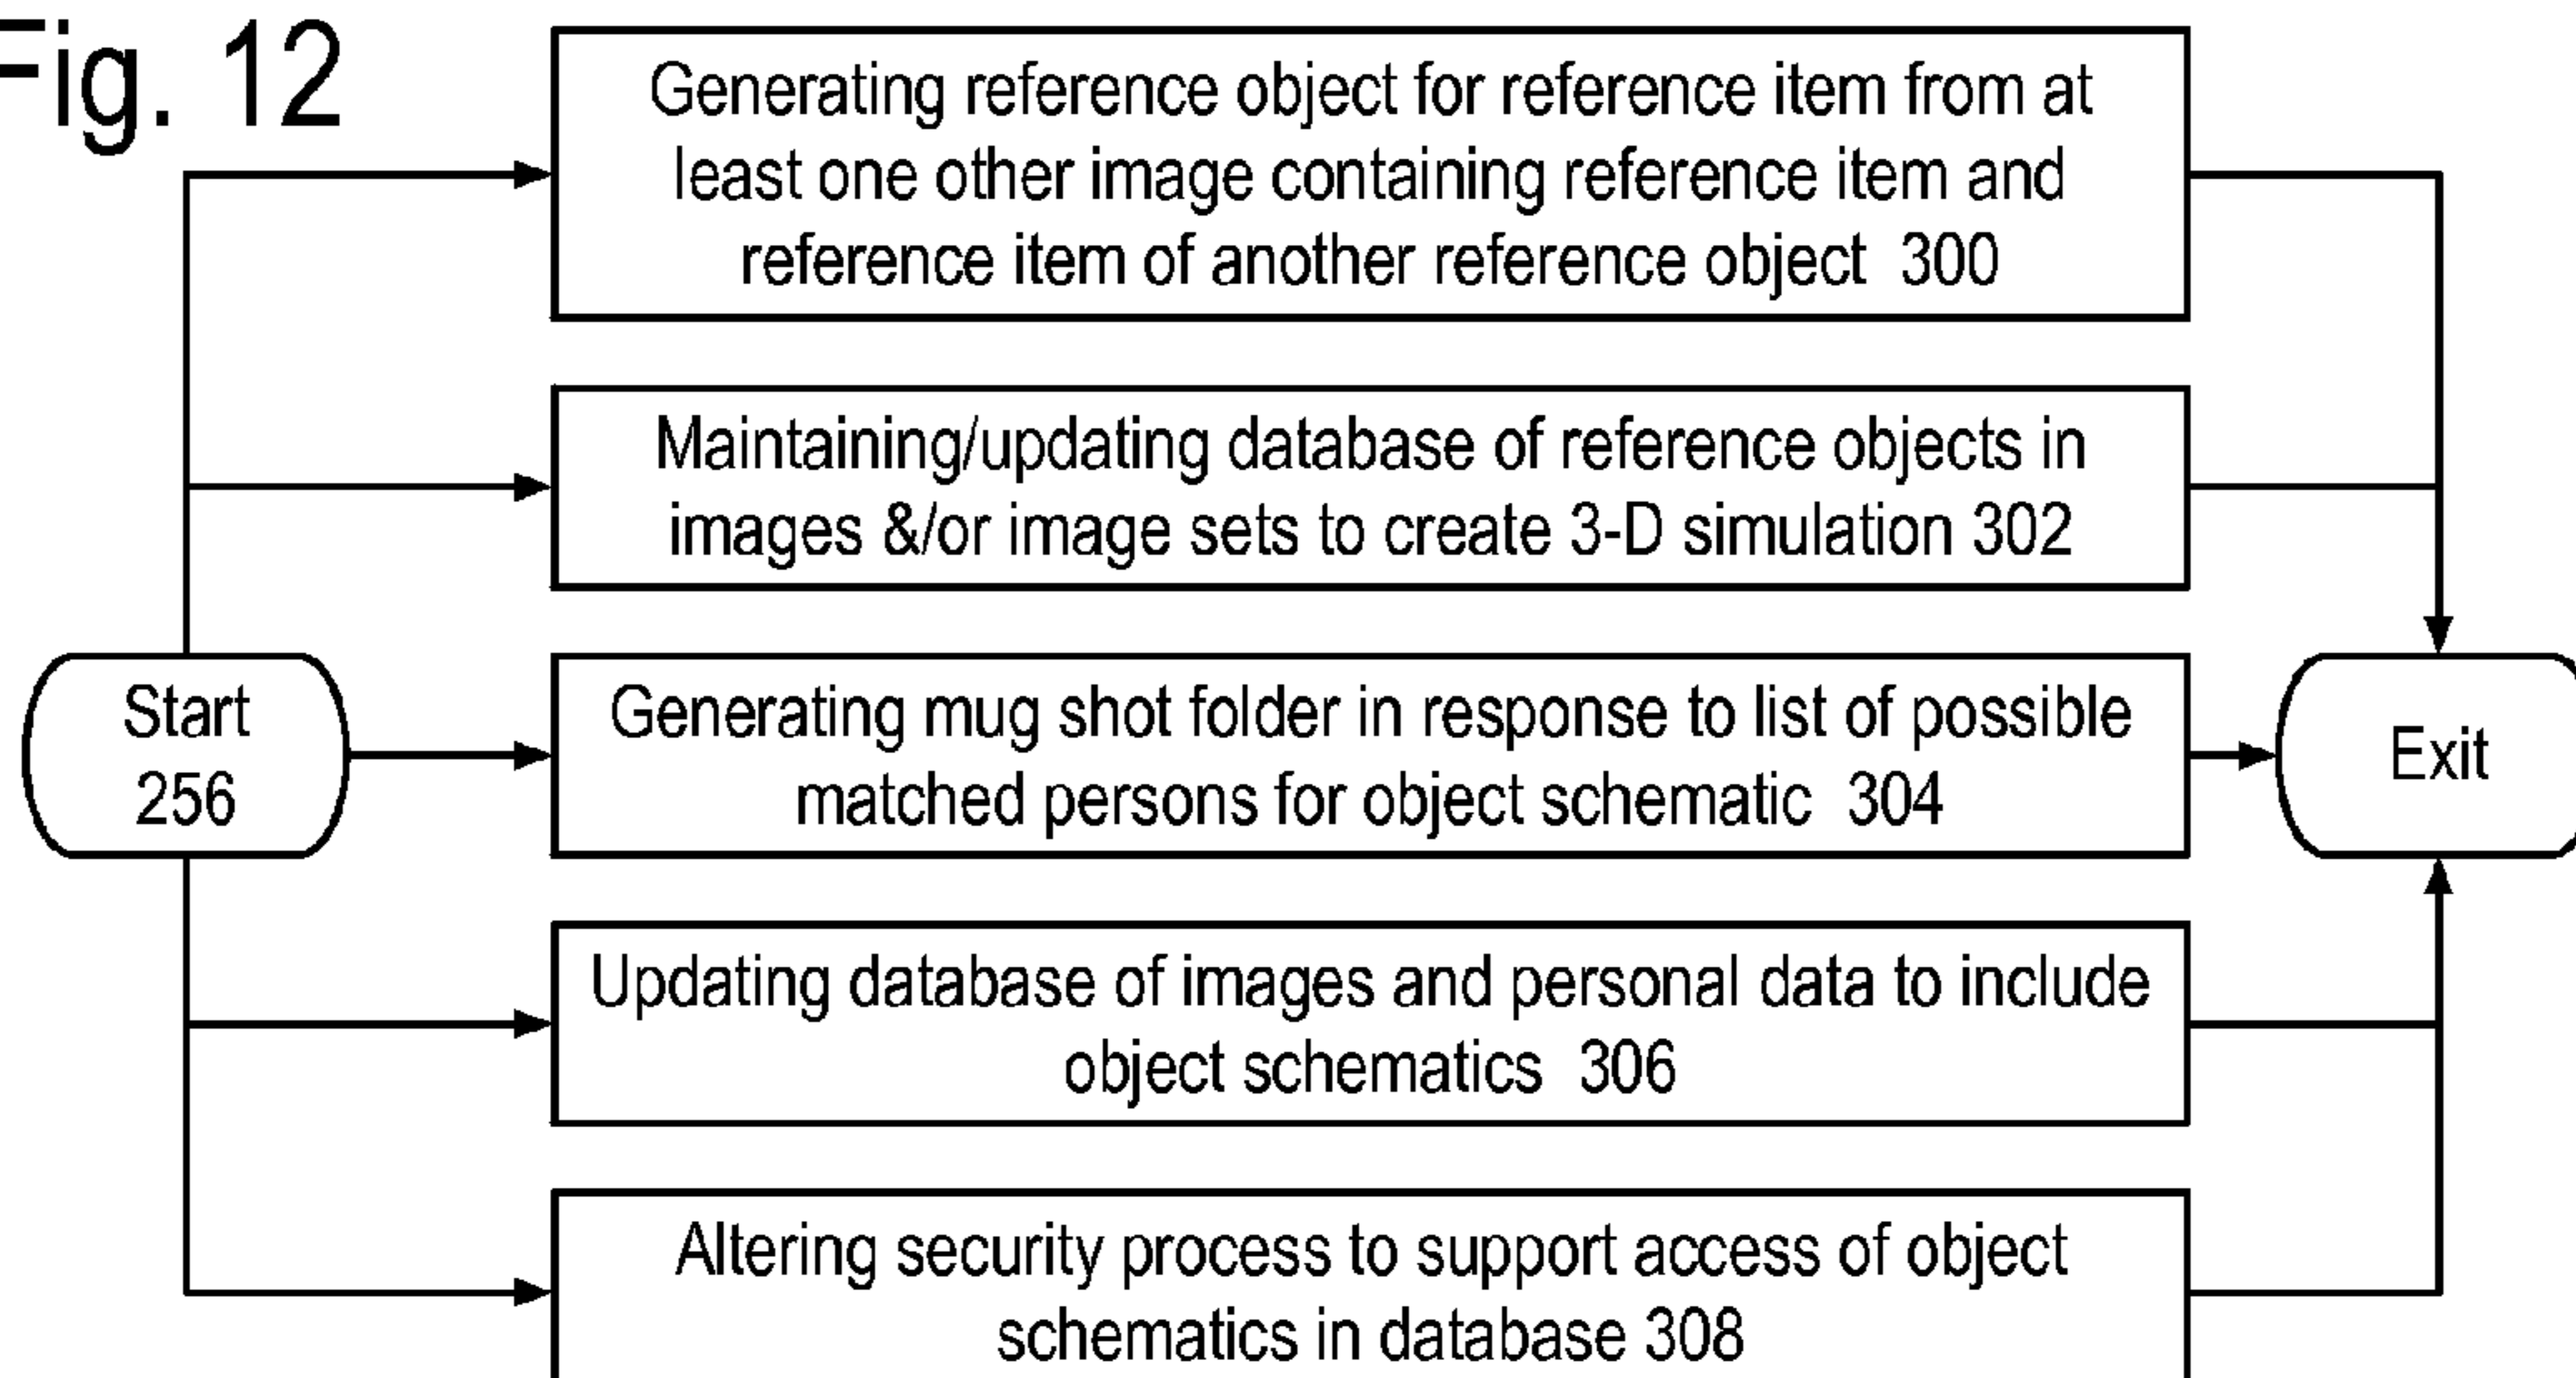 Fig. 12
Generating reference object for reference item from at
least one other image containing reference item and
reference item of another reference object 300
Maintaining/updating database of reference objects in
images &/or image sets to create 3-D simulation 302
Start
256
Generating mug shot folder in response to list of possible
matched persons for object schematic 304
Exit
Updating database of images and personal data to include
object schematics 306
Altering security process to support access of object
schematics in database 308